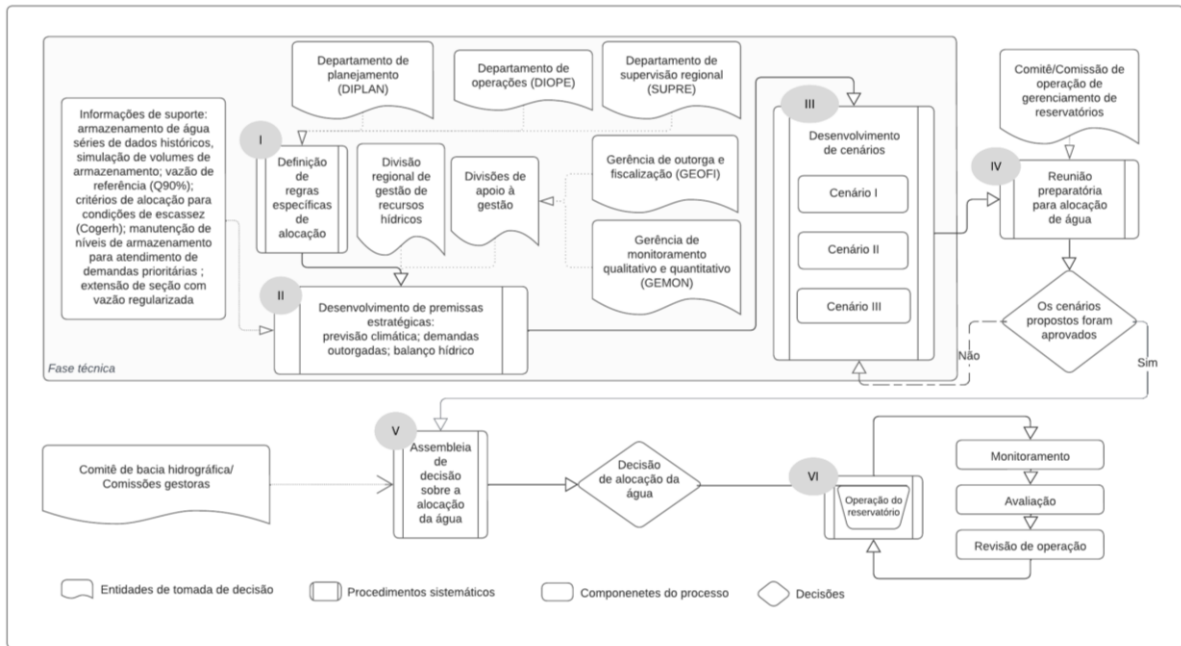 Departamento de
planejamento
(DIPLAN)
Departamento de
operações (DIOPE)
Departamento de
supervisão regional
(SUPRE)
Comitê/Comissão de
operação de
gerenciamento de
reservatórios
Informações de suporte:
armazenamento de água
séries de dados históricos,
simulação de volumes de
armazenamento; vazão de
referência (Q90%);
critérios de alocação para
condições de escassez
(Cogerh); manutenção de
níveis de armazenamento
para atendimento de
demandas prioritárias ;
extensão de seção com
vazão regularizada
I
Definição
de
regras
específicas
de
alocação
Divisão
regional de
gestão de
recursos
hídricos
Divisões
de apoio à
gestão
Gerência de outorga e
fiscalização (GEOFI)
Gerência de
monitoramento
qualitativo e quantitativo
(GEMON)
II
Desenvolvimento de premissas
estratégicas:
previsão climática; demandas
outorgadas; balanço hídrico
III
Desenvolvimento
de cenários
Cenário I
Cenário II
Cenário III
IV
Reunião
preparatória
para alocação
de água
Os cenários
propostos foram
aprovados
Não
Sim
Fase técnica
Comitê de bacia hidrográfica/
Comissões gestoras
V
Assembleia
de
decisão
sobre a
alocação
da água
Decisão
de alocação da
água
VI
Operação do
reservatório
Monitoramento
Avaliação
Revisão de operação
Entidades de tomada de decisão
Procedimentos sistemáticos
Componenetes do processo
Decisões